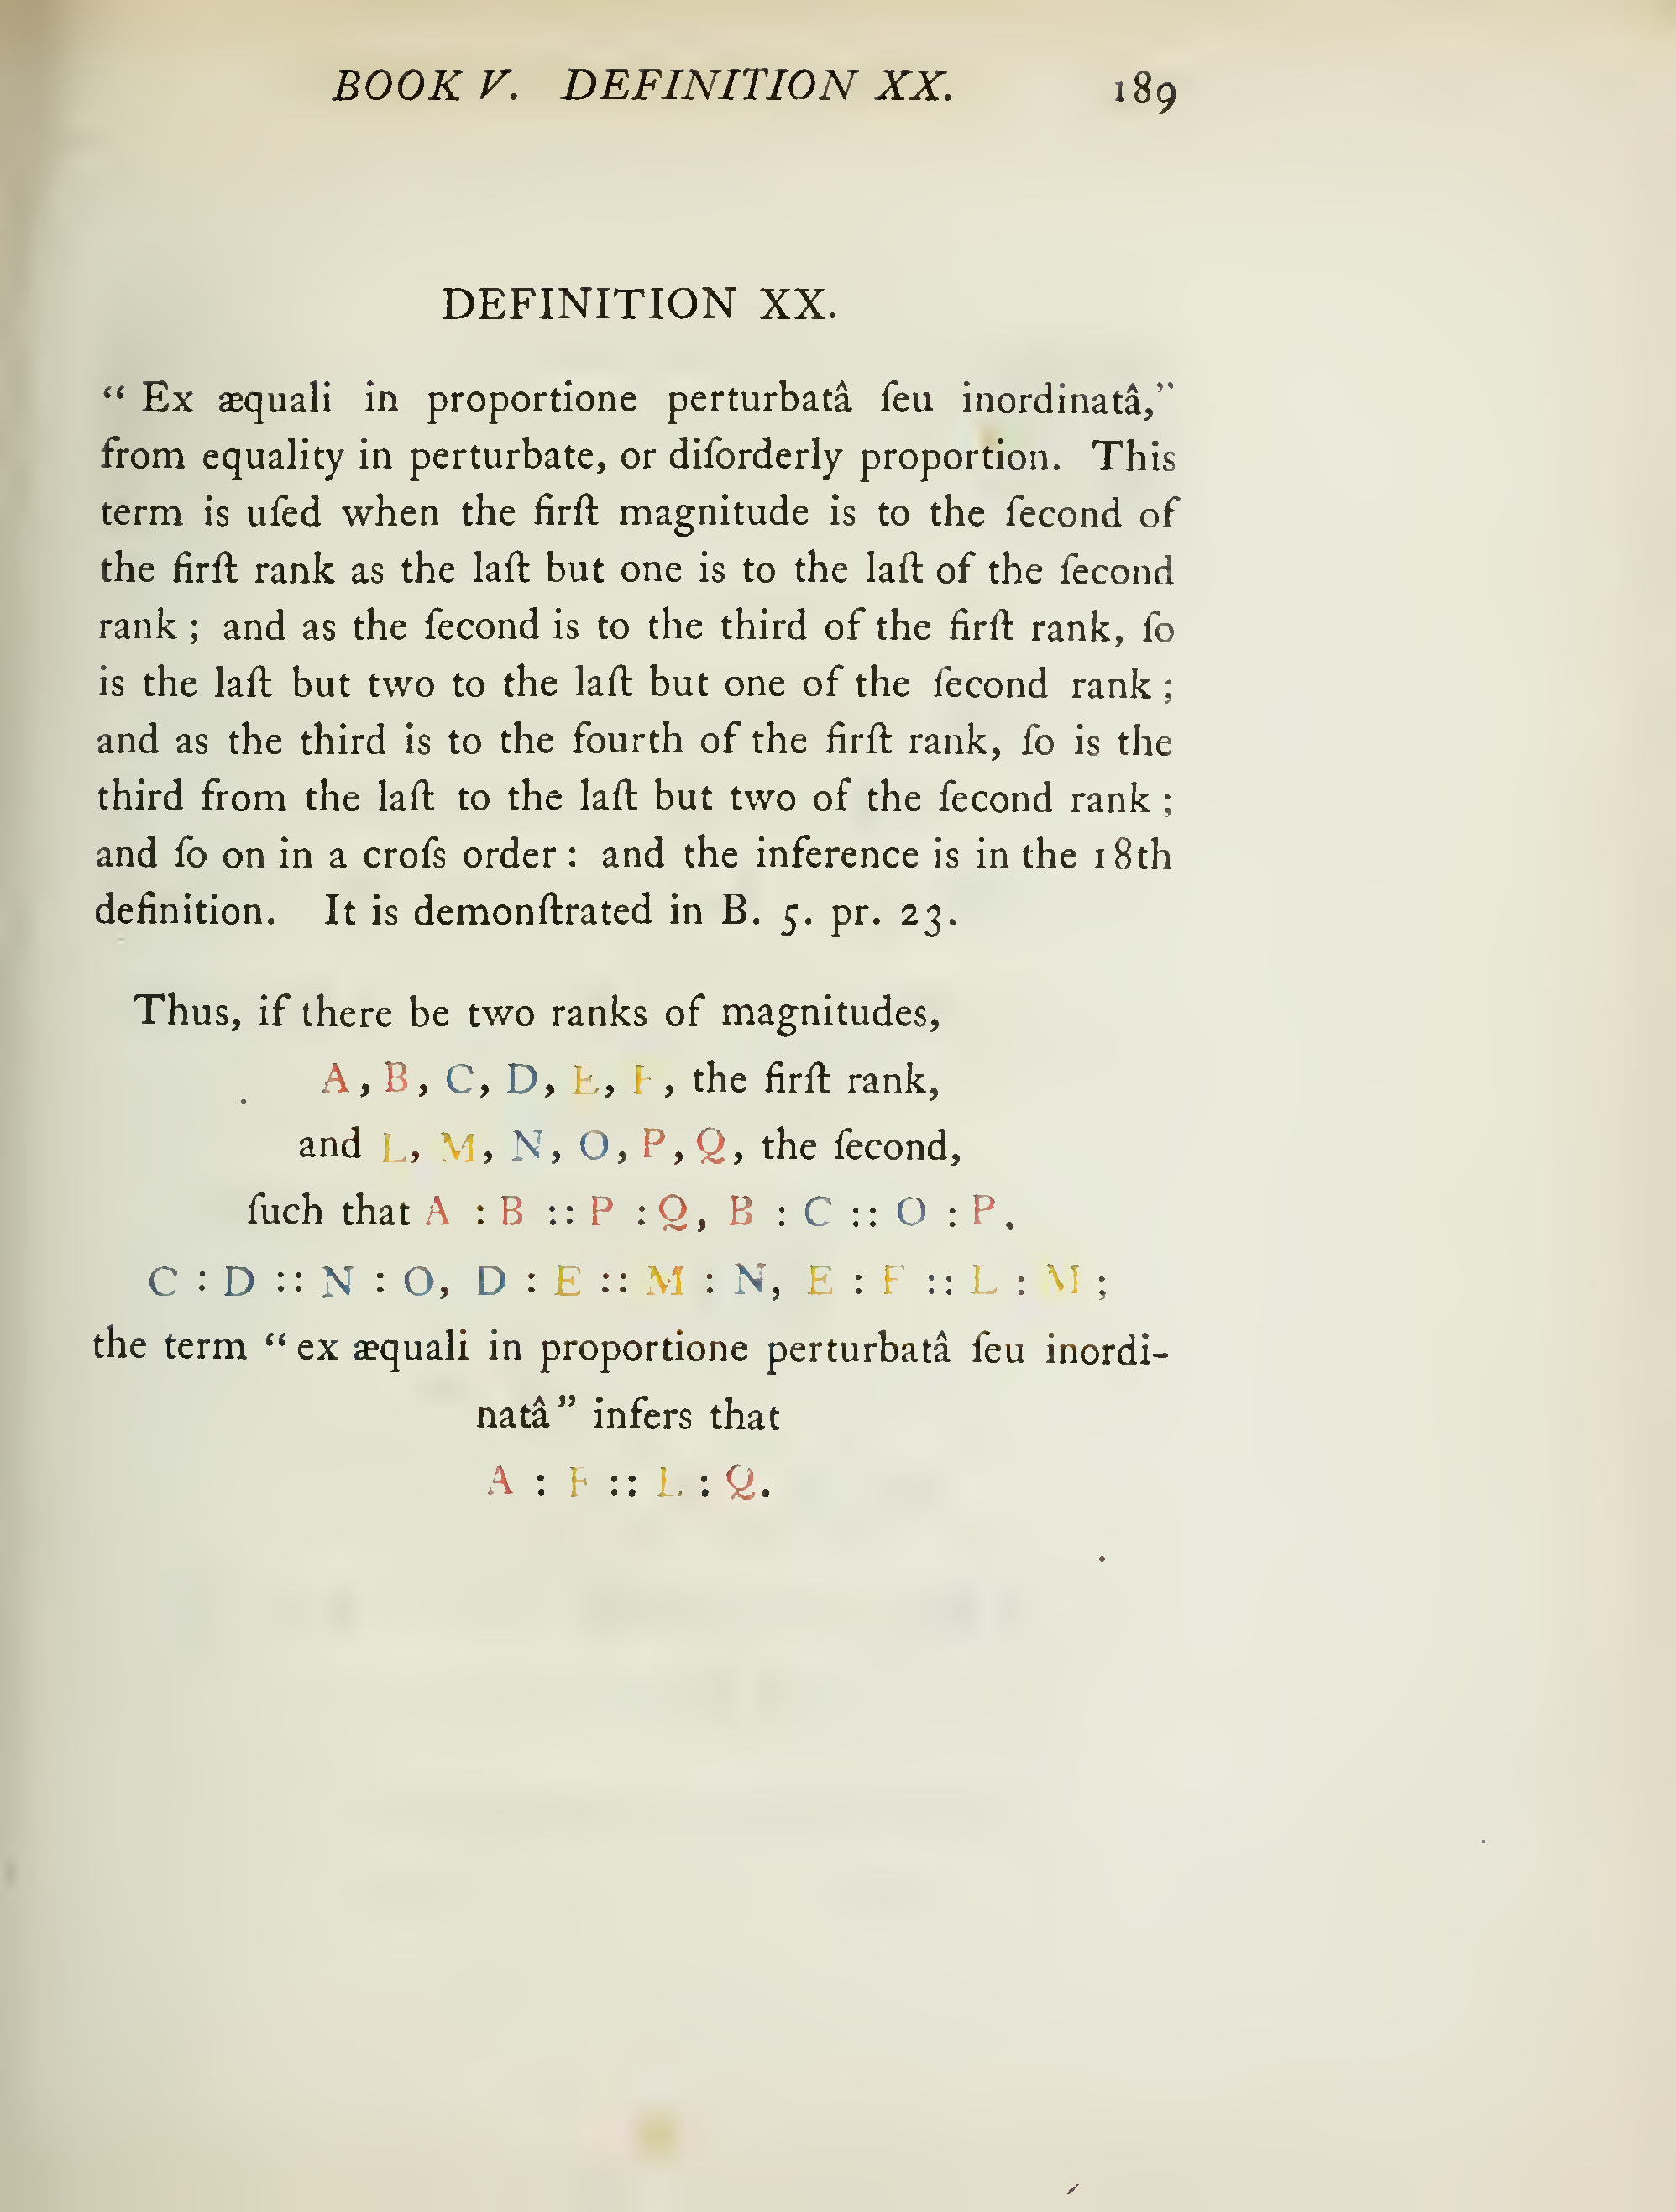 BOOK V. DEFINITION XX. 189
DEFINITION XX.
“ Ex æquali in proportione perturbatâ ſeu inordinatâ,”
from equality in perturbate, or diſorderly proportion. This
term is uſed when the firſt magnitude is to the ſecond of
the firſt rank as the laſt but one is to the laſt of the ſecond
rank ; and as the ſecond is to the third of the firſt rank, ſo
is the laſt but two to the laſt but one of the ſecond rank ;
and as the third is to the fourth of the firſt rank, ſo is the
third from the laſt to the laſt but two of the ſecond rank ;
and ſo on in a croſs order : and the inference is in the 18th
definition. It is demonſtrated in B. 5. pr. 23.
Thus, if there be two ranks of magnitudes,
A , B , C, D, E, F , the firſt rank,
and L, M, N, O, P , Q, the ſecond,
ſuch that A : B :: P : Q, B : C :: O : P,
C : D :: N : O, D : E :: M : N, E : F :: L : M ;
the term “ ex æquali in proportione perturbatâ ſeu inordi-
natâ ” infers that
A : F :: L : Q.